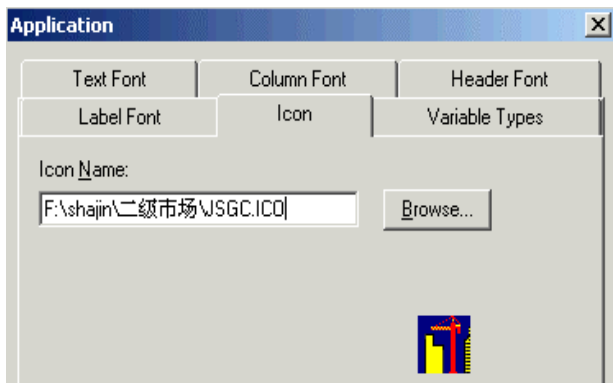 Application
Text Font Column Font Header Font
Label Font Icon Variable Types
Icon Name:
F:\shajin\二级市场\JSGC.ICO Browse...